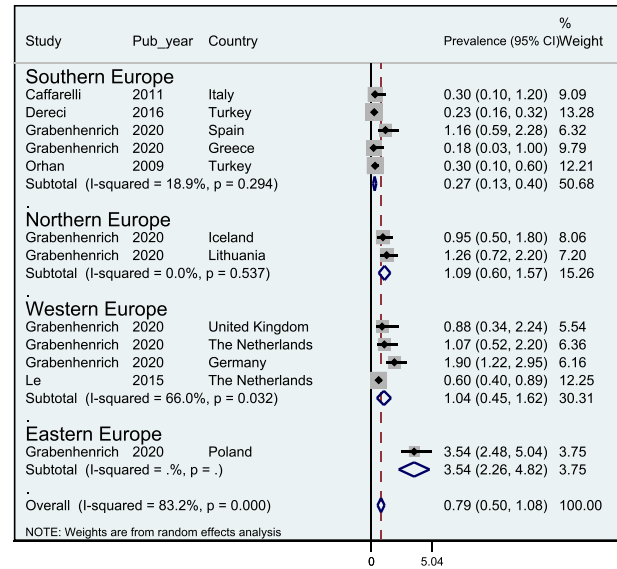 %
Study Pub_year Country Prevalence (95% CI) Weight
Southern Europe
Caffarelli 2011 Italy 0.30 (0.10, 1.20) 9.09
Dereci 2016 Turkey 0.23 (0.16, 0.32) 13.28
Grabenhenrich 2020 Spain 1.16 (0.59, 2.28) 6.32
Grabenhenrich 2020 Greece 0.18 (0.03, 1.00) 9.79
Orhan 2009 Turkey 0.30 (0.10, 0.60) 12.21
Subtotal (I-squared = 18.9%, p = 0.294) 0.27 (0.13, 0.40) 50.68
.
Northern Europe
Grabenhenrich 2020 Iceland 0.95 (0.50, 1.80) 8.06
Grabenhenrich 2020 Lithuania 1.26 (0.72, 2.20) 7.20
Subtotal (I-squared = 0.0%, p = 0.537) 1.09 (0.60, 1.57) 15.26
.
Western Europe
Grabenhenrich 2020 United Kingdom 0.88 (0.34, 2.24) 5.54
Grabenhenrich 2020 The Netherlands 1.07 (0.52, 2.20) 6.36
Grabenhenrich 2020 Germany 1.90 (1.22, 2.95) 6.16
Le 2015 The Netherlands 0.60 (0.40, 0.89) 12.25
Subtotal (I-squared = 66.0%, p = 0.032) 1.04 (0.45, 1.62) 30.31
.
Eastern Europe
Grabenhenrich 2020 Poland 3.54 (2.48, 5.04) 3.75
Subtotal (I-squared = .%, p = .) 3.54 (2.26, 4.82) 3.75
.
Overall (I-squared = 83.2%, p = 0.000) 0.79 (0.50, 1.08) 100.00
NOTE: Weights are from random effects analysis
0 5.04